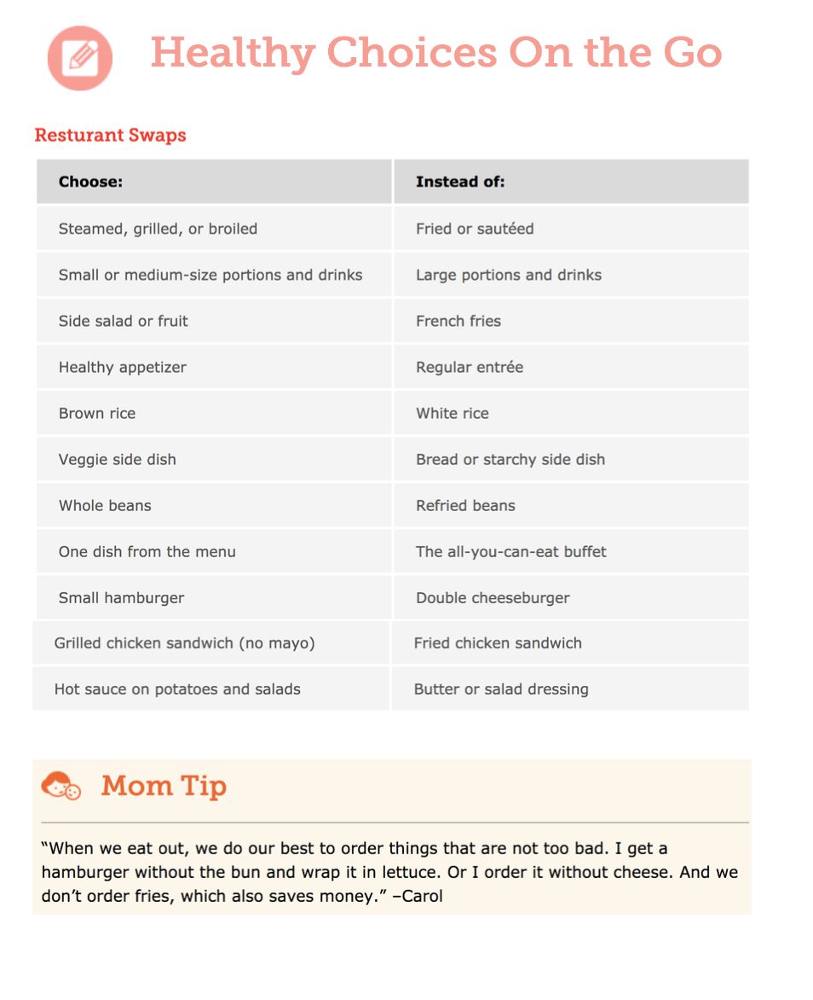 Healthy Choices On the Go
Resturant Swaps
Choose: Instead of:
Steamed, grilled, or broiled Fried or sautéed
Small or medium-size portions and drinks Large portions and drinks
Side salad or fruit French fries
Healthy appetizer Regular entrée
Brown rice White rice
Veggie side dish Bread or starchy side dish
Whole beans Refried beans
One dish from the menu The all-you-can-eat buffet
Small hamburger Double cheeseburger
Grilled chicken sandwich (no mayo) Fried chicken sandwich
Hot sauce on potatoes and salads Butter or salad dressing
Mom Tip
“When we eat out, we do our best to order things that are not too bad. I get a
hamburger without the bun and wrap it in lettuce. Or I order it without cheese. And we
don’t order fries, which also saves money.” –Carol